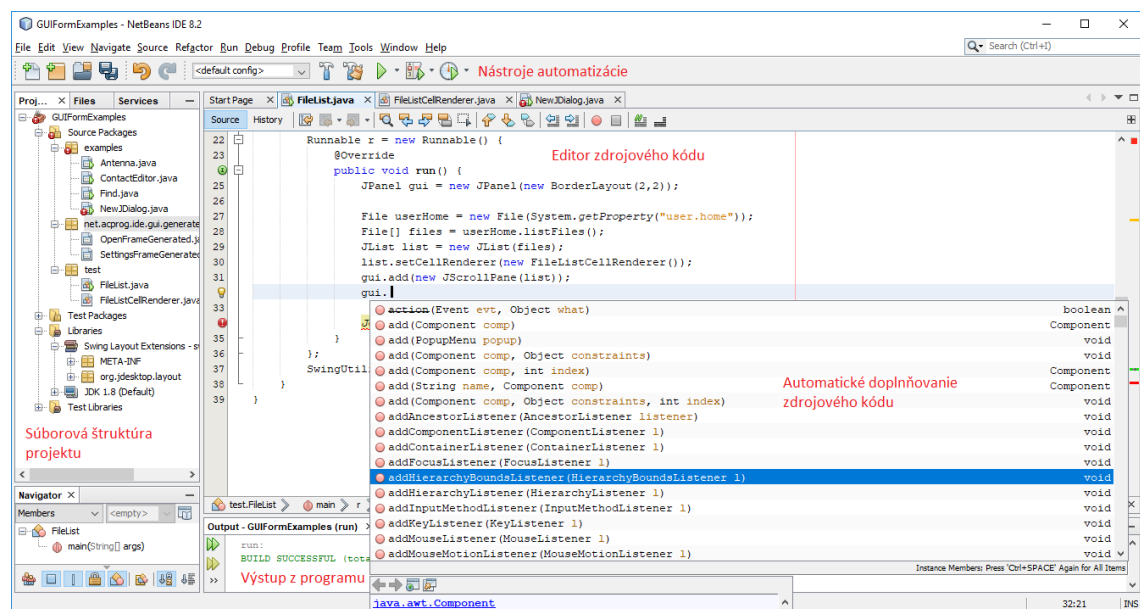 GUIFormExamples - NetBeans IDE 8.2
File Edit View Navigate Source Refactor Run Debug Profile Team Tools Window Help
Search (Ctrl+I)
<default config>
Nástroje automatizácie
Proj... Files Services
GUIFormExamples
Source Packages
examples
Antenna.java
ContactEditor.java
Find.java
NewJDialog.java
net.acprog.ide.gui.generate
OpenFrameGenerated.ja
SettingsFrameGenerated
test
FileList.java
FileListCellRenderer.java
Test Packages
Libraries
Swing Layout Extensions - s
META-INF
org.jdesktop.layout
JDK 1.8 (Default)
Test Libraries
Súborová štruktúra
projektu
Navigator
Members <empty>
FileList
main(String[] args)
Start Page FileList.java FileListCellRenderer.java NewJDialog.java
Source History
Editor zdrojového kódu
22 Runnable r = new Runnable() {
23 @Override
public void run() {
25 JPanel gui = new JPanel(new BorderLayout(2,2));
26
27 File userHome = new File(System.getProperty("user.home"));
28 File[] files = userHome.listFiles();
29 JList list = new JList(files);
30 list.setCellRenderer(new FileListCellRenderer());
31 gui.add(new JScrollPane(list));
gui.
33
J
35 }
36 };
37 SwingUtil
38 }
39 }
action(Event evt, Object what) boolean
add(Component comp) Component
add(PopupMenu popup) void
add(Component comp, Object constraints) void
add(Component comp, int index) Component
add(String name, Component comp) Component
add(Component comp, Object constraints, int index) void
addAncestorListener(AncestorListener listener) void
addComponentListener(ComponentListener l) void
addContainerListener(ContainerListener l) void
addFocusListener(FocusListener l) void
addHierarchyBoundsListener(HierarchyBoundsListener l) void
addHierarchyListener(HierarchyListener l) void
addInputMethodListener(InputMethodListener l) void
addKeyListener(KeyListener l) void
addMouseListener(MouseListener l) void
addMouseMotionListener(MouseMotionListener l) void
Automatické doplnňovanie
zdrojového kódu
Instance Members; Press 'Ctrl+SPACE' Again for All Items
java.awt.Component
test.FileList main r
Output - GUIFormExamples (run)
run:
BUILD SUCCESSFUL (tota
Výstup z programu
32:21 INS